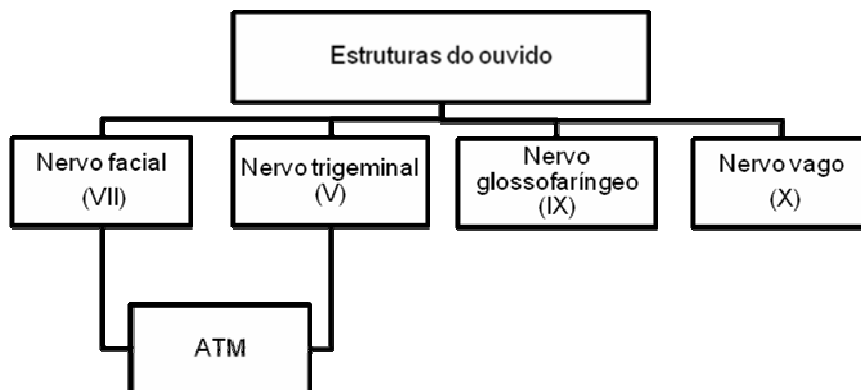 Estruturas do ouvido
Nervo facial
(VII)
Nervo trigeminal
(V)
Nervo
glossofaríngeo
(IX)
Nervo vago
(X)
ATM